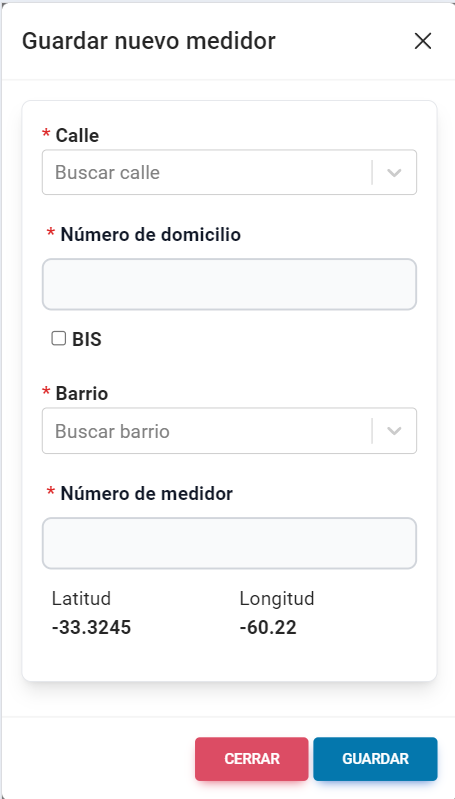 Guardar nuevo medidor
* Calle
Buscar calle
* Número de domicilio
BIS
* Barrio
Buscar barrio
* Número de medidor
Latitud Longitud
-33.3245 -60.22
CERRAR GUARDAR